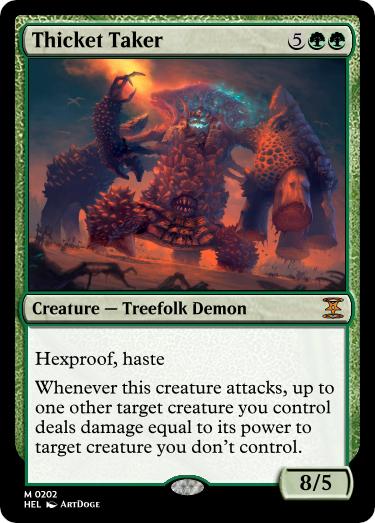 Thicket Taker 5
Creature — Treefolk Demon
Hexproof, haste
Whenever this creature attacks, up to
one other target creature you control
deals damage equal to its power to
target creature you don't control.
8/5
M 0202
HEL ArtDoge